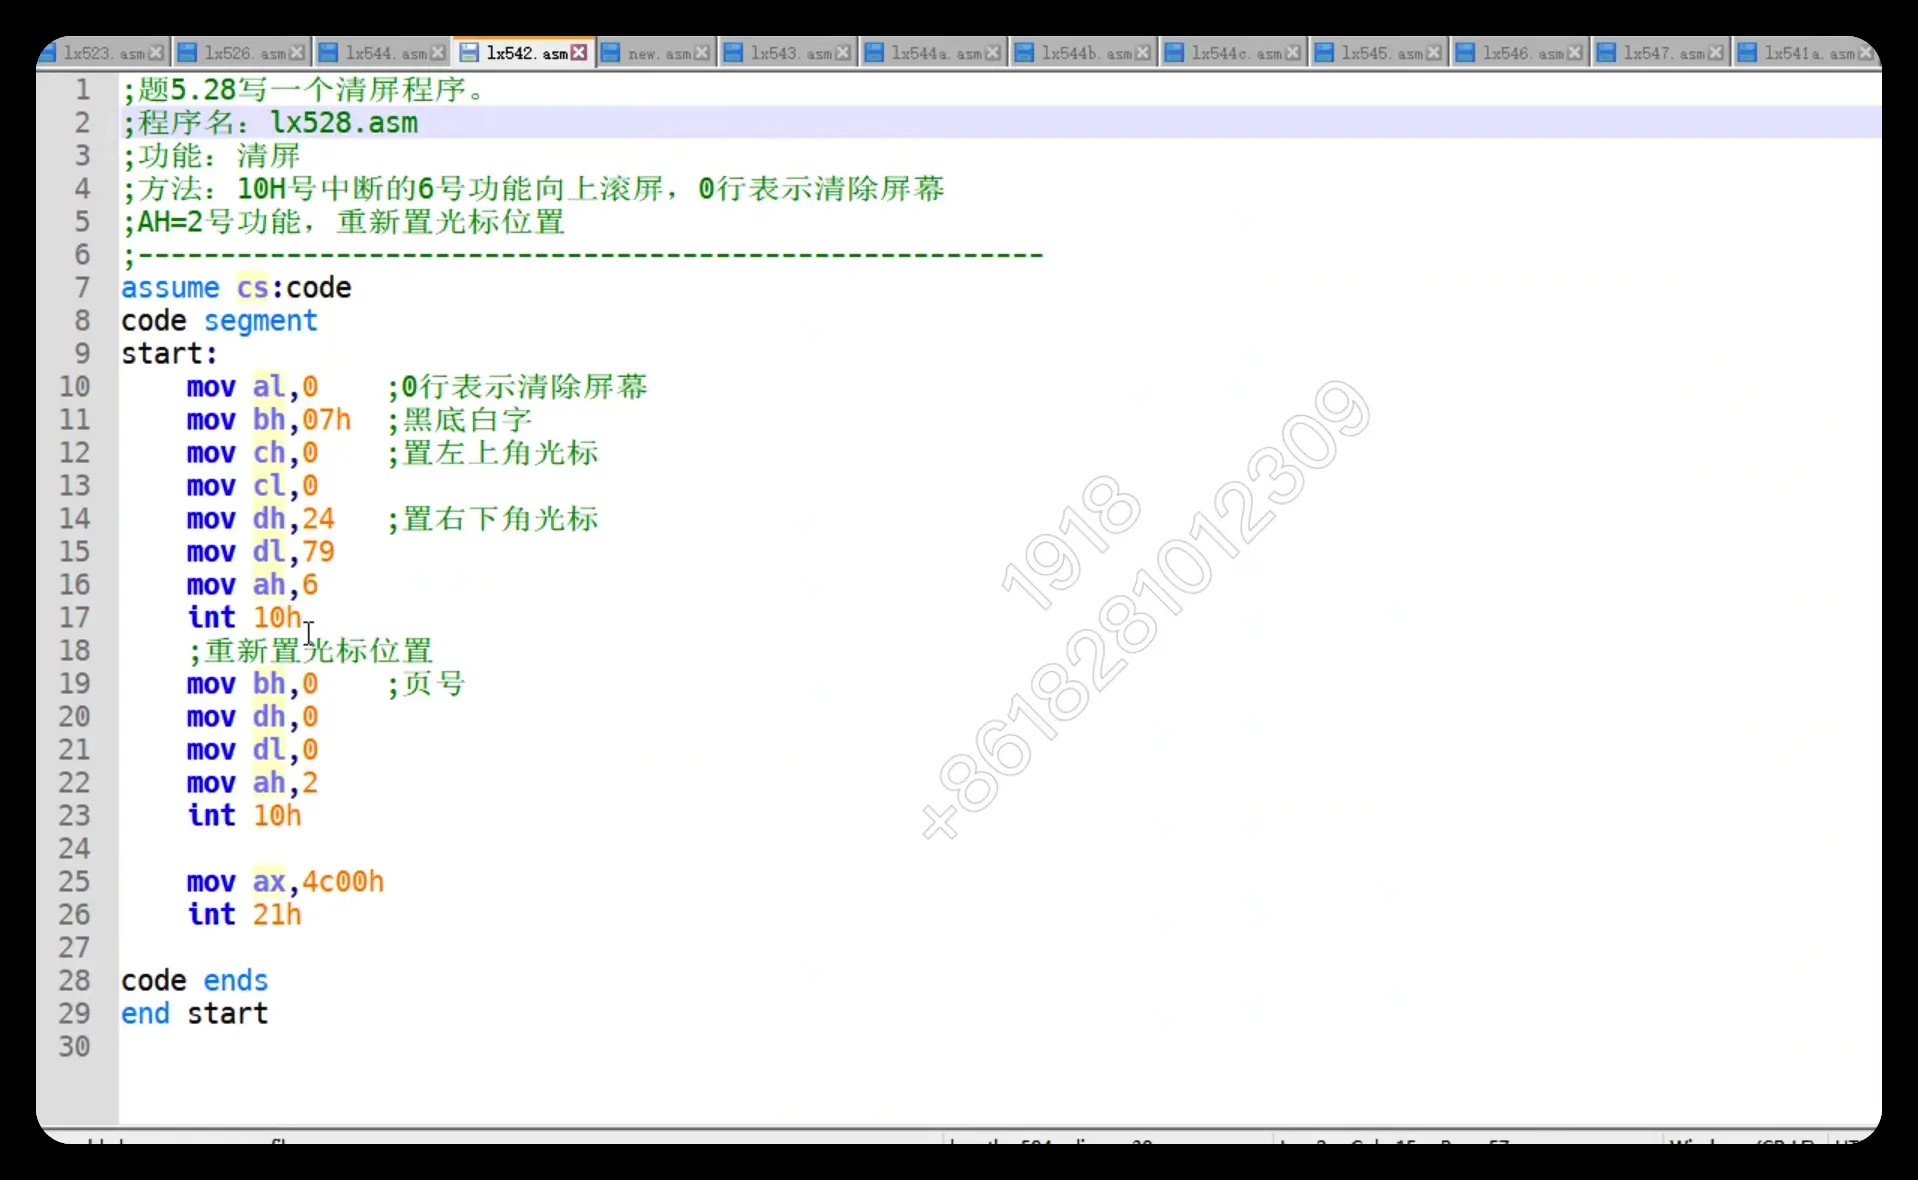 lx523.asm lx526.asm lx544.asm lx542.asm new.asm lx543.asm lx544a.asm lx544b.asm lx544c.asm lx545.asm lx546.asm lx547.asm lx541a.asm
1 ;题5.28写一个清屏程序。
2 ;程序名：lx528.asm
3 ;功能：清屏
4 ;方法：10H号中断的6号功能向上滚屏，0行表示清除屏幕
5 ;AH=2号功能，重新置光标位置
6 ;-------------------------------------------------------
7 assume cs:code
8 code segment
9 start:
10 mov al,0 ;0行表示清除屏幕
11 mov bh,07h ;黑底白字
12 mov ch,0 ;置左上角光标
13 mov cl,0
14 mov dh,24 ;置右下角光标
15 mov dl,79
16 mov ah,6
17 int 10h
18 ;重新置光标位置
19 mov bh,0 ;页号
20 mov dh,0
21 mov dl,0
22 mov ah,2
23 int 10h
24
25 mov ax,4c00h
26 int 21h
27
28 code ends
29 end start
30
1918
+8618281012309